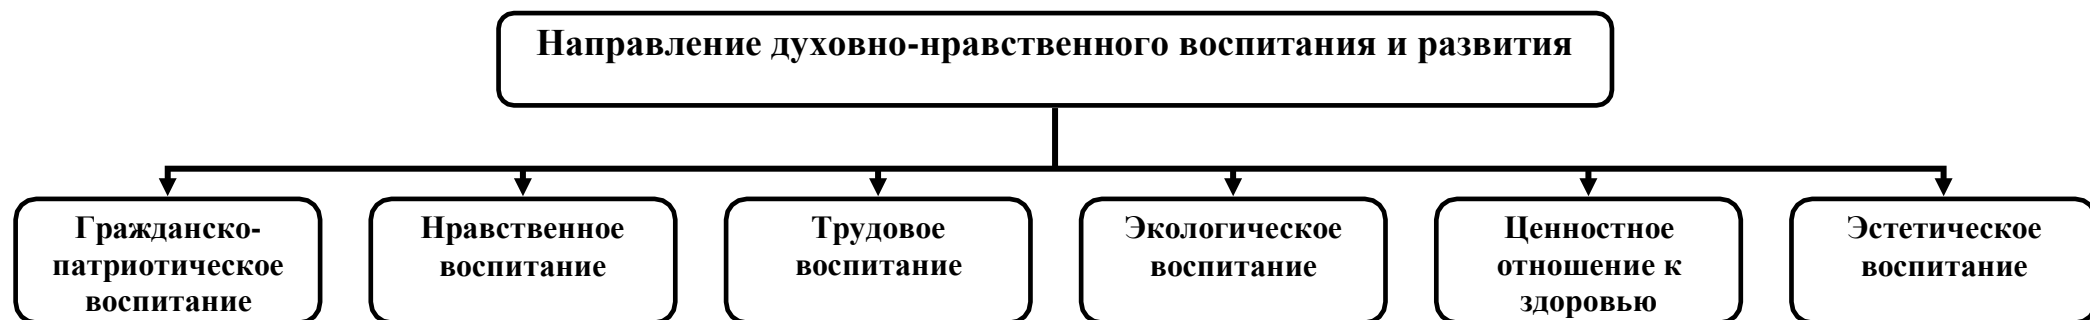 Направление духовно-нравственного воспитания и развития
Гражданско-
патриотическое
воспитание
Нравственное
воспитание
Трудовое
воспитание
Экологическое
воспитание
Ценностное
отношение к
здоровью
Эстетическое
воспитание